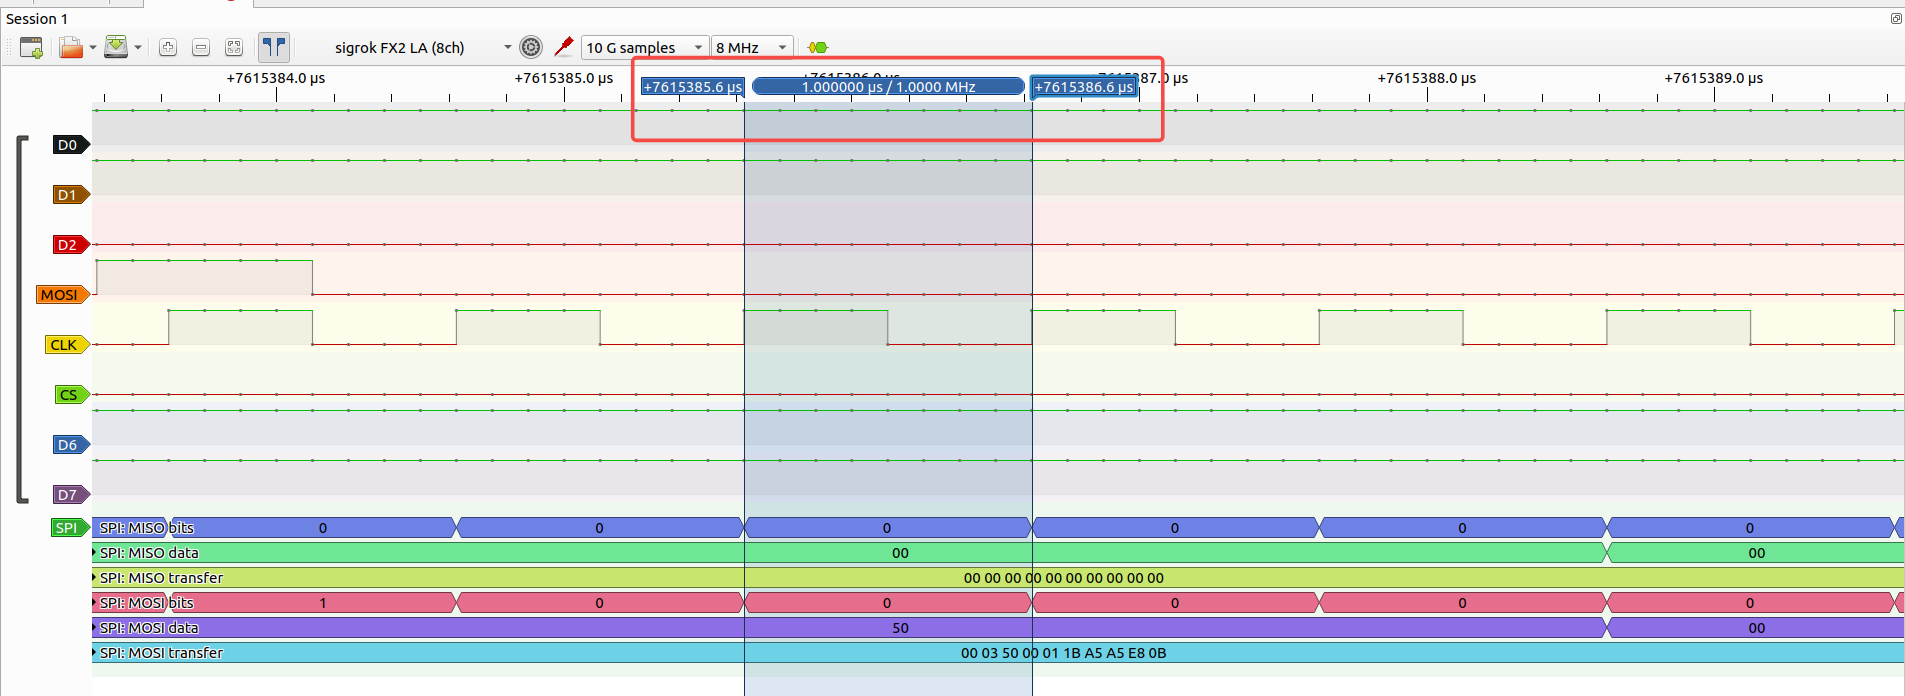 Session 1
sigrok FX2 LA (8ch) 10 G samples 8 MHz
+7615384.0 µs +7615385.0 µs +7615386.0 µs +7615387.0 µs +7615388.0 µs +7615389.0 µs
+7615385.6 µs 1.000000 µs / 1.0000 MHz +7615386.6 µs
D0
D1
D2
MOSI
CLK
CS
D6
D7
SPI SPI: MISO bits 0 0 0 0 0 0
SPI: MISO data 00 00
SPI: MISO transfer 00 00 00 00 00 00 00 00 00 00
SPI: MOSI bits 1 0 0 0 0 0
SPI: MOSI data 50 00
SPI: MOSI transfer 00 03 50 00 01 1B A5 A5 E8 0B